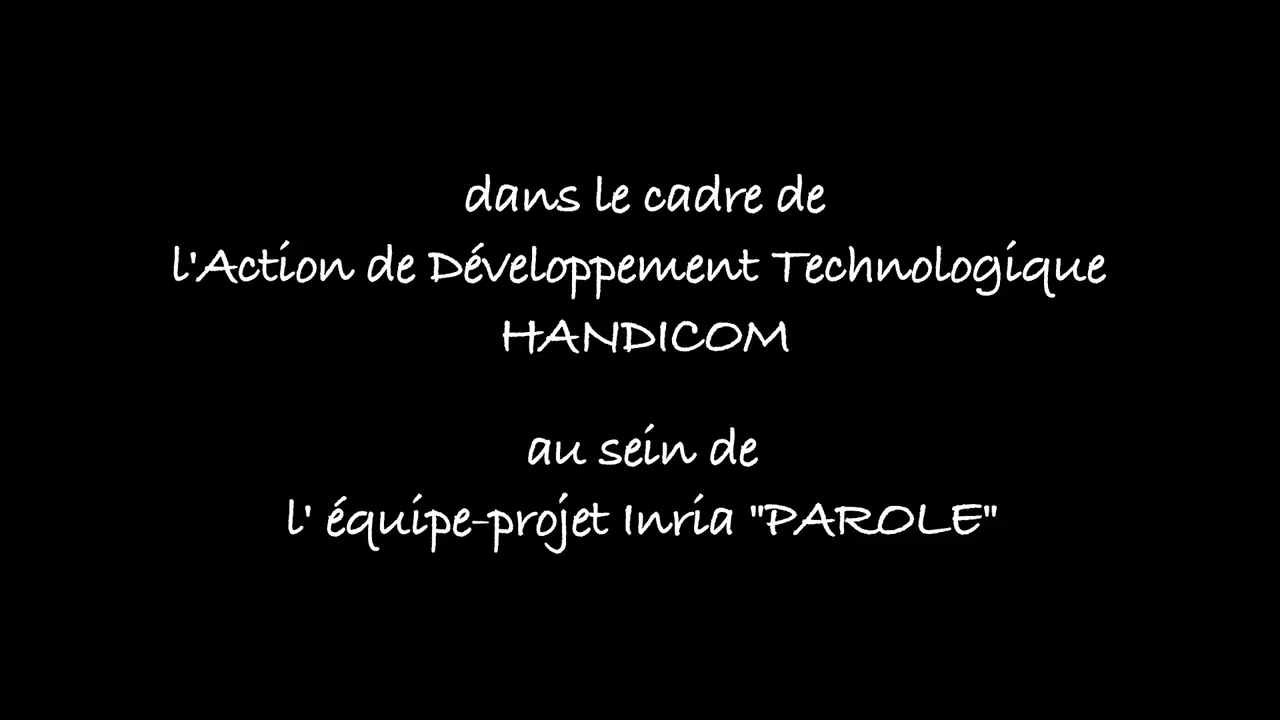 dans le cadre de
l'Action de Développement Technologique
HANDICOM
au sein de
l' équipe-projet Inria "PAROLE"